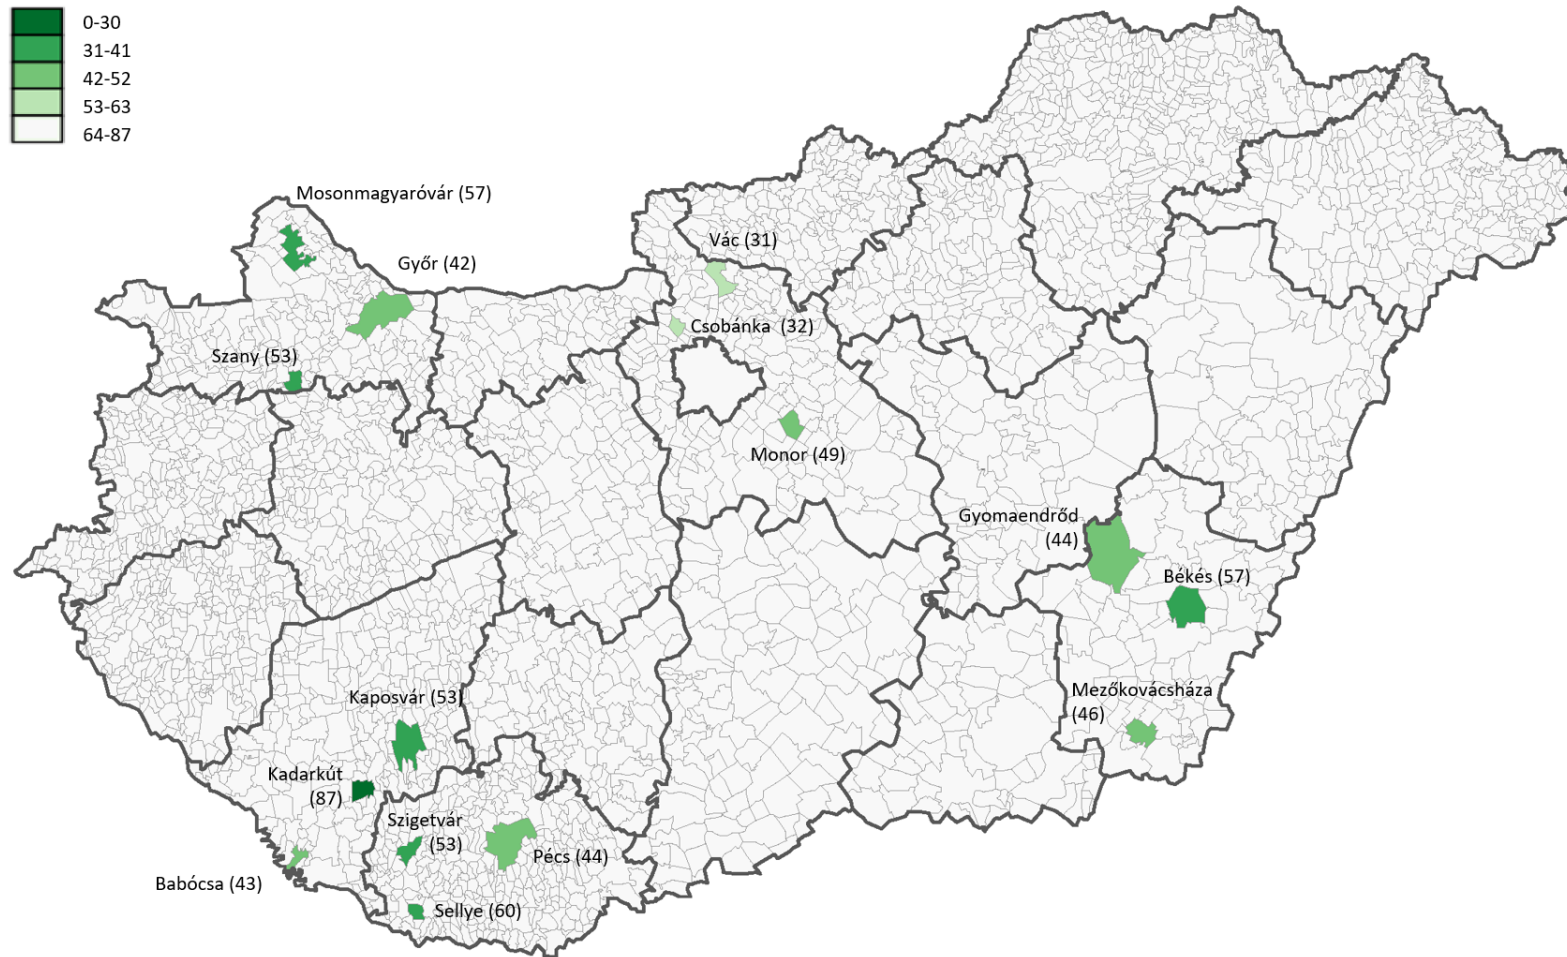 0-30
31-41
42-52
53-63
64-87
Mosonmagyaróvár (57)
Győr (42)
Vác (31)
Csobánka (32)
Szany (53)
Monor (49)
Gyomaendrőd
(44)
Békés (57)
Mezőkovácsháza
(46)
Kaposvár (53)
Kadarkút
(87)
Szigetvár
(53)
Pécs (44)
Babócsa (43)
Sellye (60)